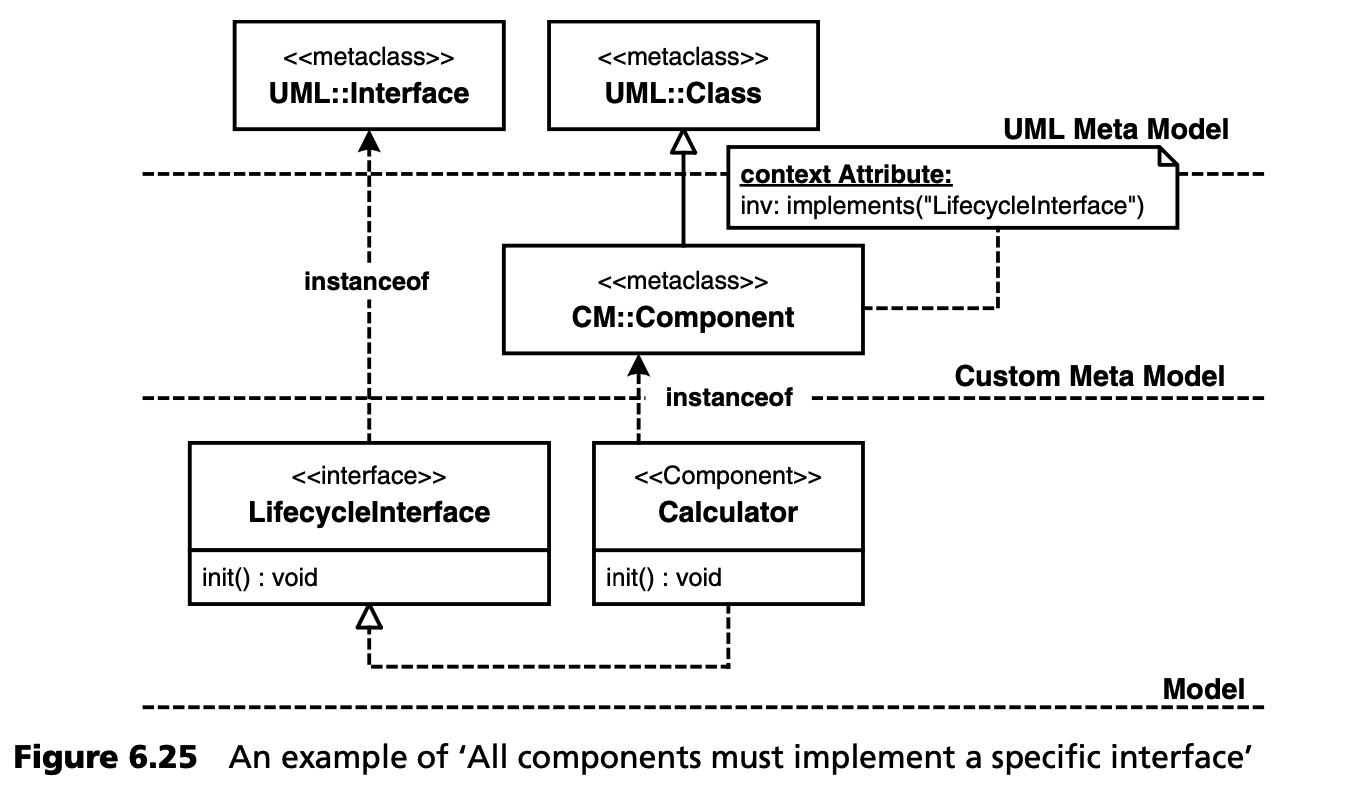 <<metaclass>>
UML::Interface
<<metaclass>>
UML::Class
UML Meta Model
context Attribute:
inv: implements("LifecycleInterface")
instanceof
<<metaclass>>
CM::Component
Custom Meta Model
instanceof
<<interface>>
LifecycleInterface
init() : void
<<Component>>
Calculator
init() : void
Model
Figure 6.25 An example of ‘All components must implement a specific interface’